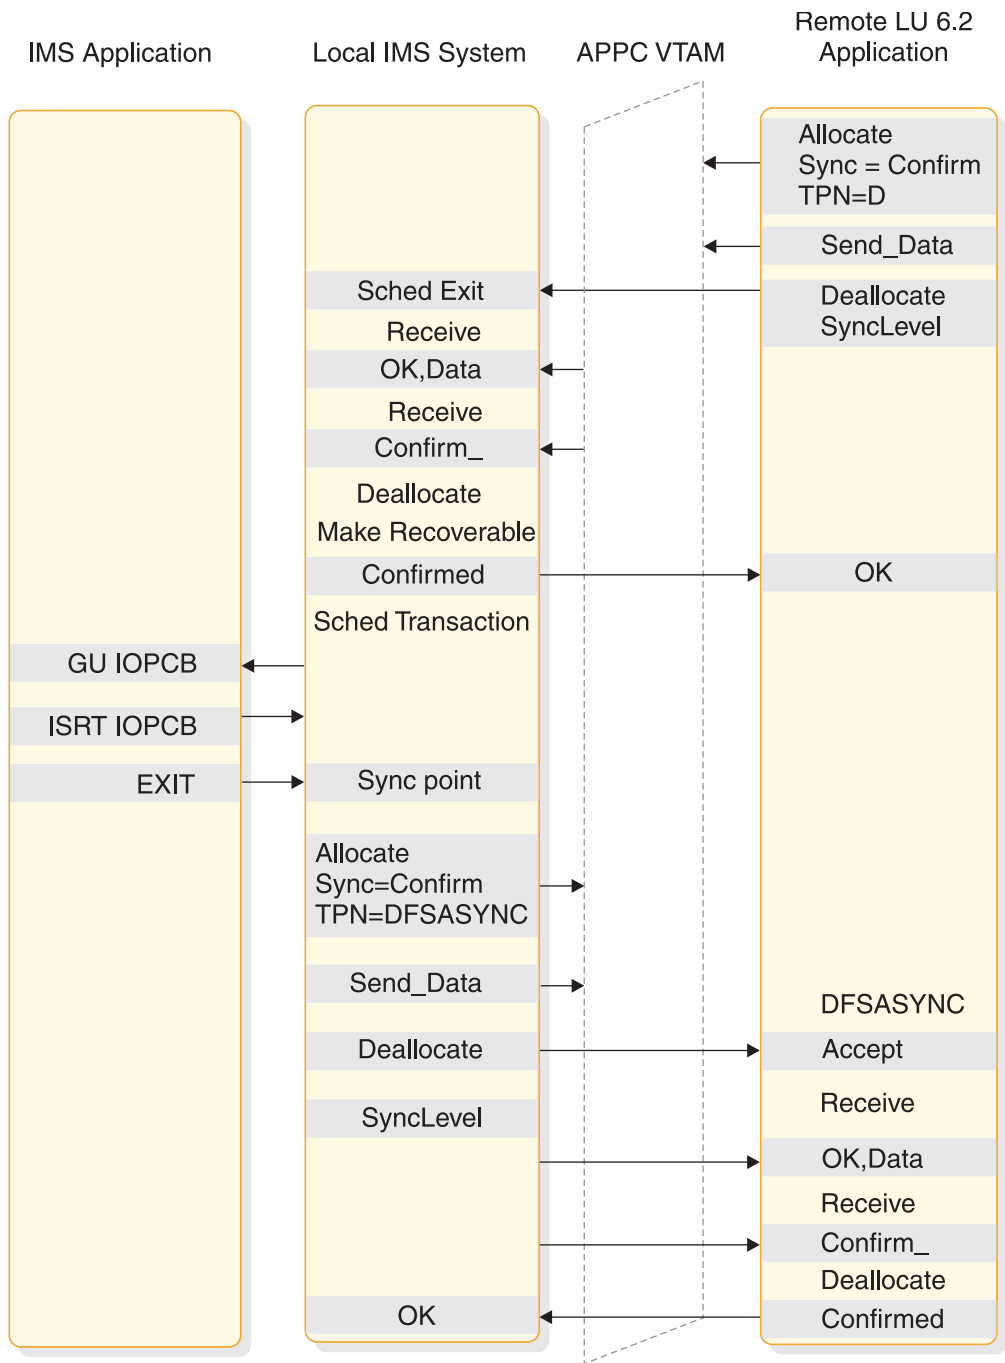 IMS Application
Local IMS System
APPC VTAM
Remote LU 6.2
Application
Allocate
Sync = Confirm
TPN=D
Send_Data
Sched Exit
Deallocate
SyncLevel
Receive
OK,Data
Receive
Confirm_
Deallocate
Make Recoverable
Confirmed
OK
Sched Transaction
GU IOPCB
ISRT IOPCB
EXIT
Sync point
Allocate
Sync=Confirm
TPN=DFSASYNC
Send_Data
DFSASYNC
Deallocate
Accept
Receive
SyncLevel
OK,Data
Receive
Confirm_
Deallocate
OK
Confirmed